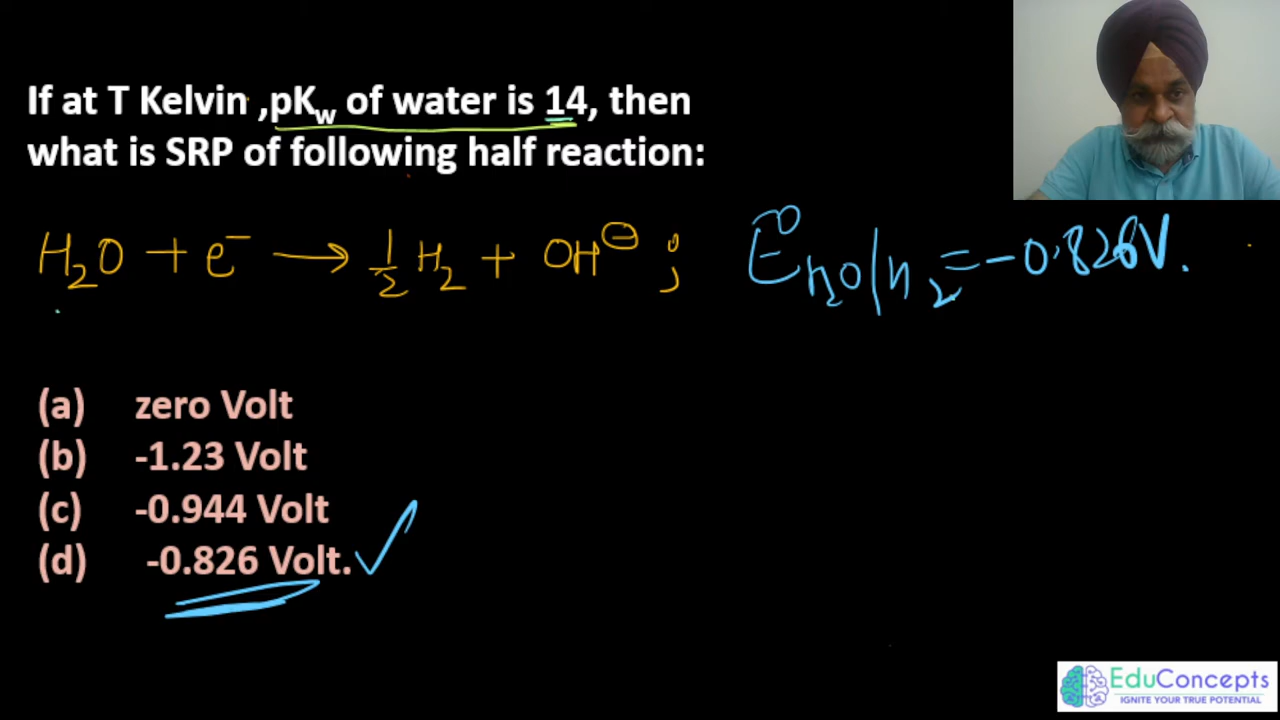 If at T Kelvin ,pKw of water is 14, then
what is SRP of following half reaction:
H₂O + e⁻ ⟶ ½ H₂ + OH⊖ ; E°H₂O|H₂ = -0.826V.
(a) zero Volt
(b) -1.23 Volt
(c) -0.944 Volt
(d) -0.826 Volt.
EduConcepts
IGNITE YOUR TRUE POTENTIAL